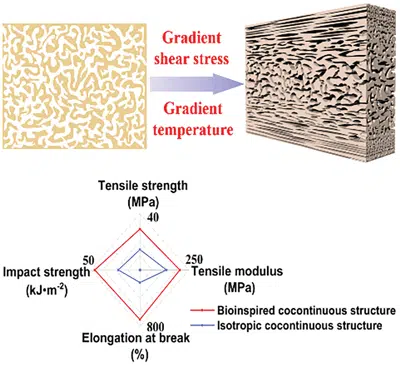 Gradient
shear stress
Gradient
temperature
Tensile strength
(MPa)
40
50
250
Impact strength
(kJ•m-2)
Tensile modulus
(MPa)
Bioinspired cocontinuous structure
Isotropic cocontinuous structure
800
Elongation at break
(%)